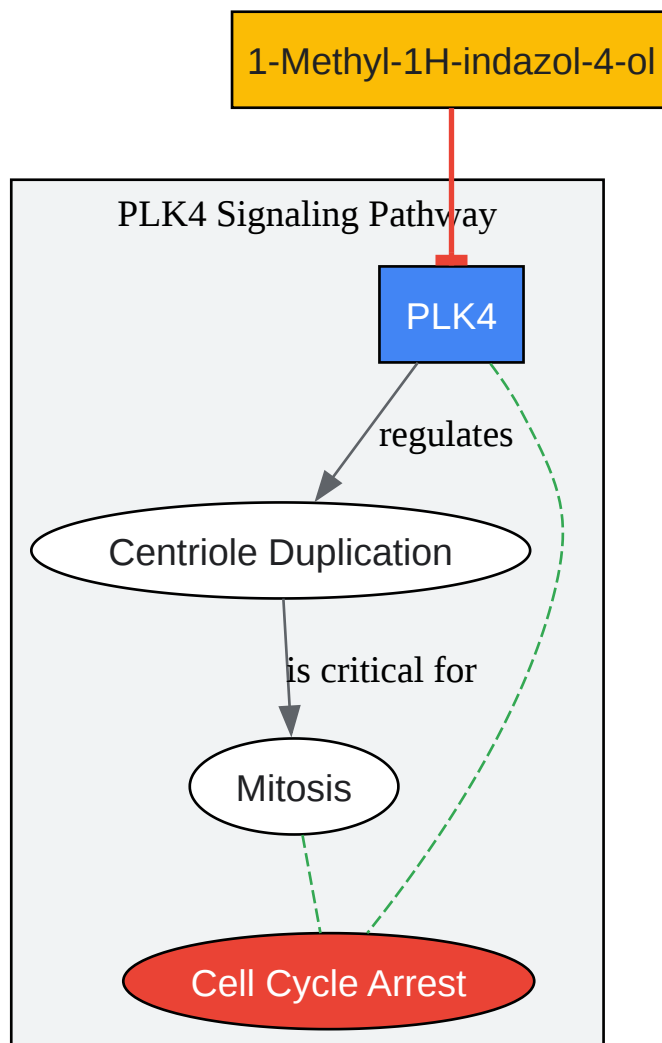 1-Methyl-1H-indazol-4-ol
PLK4 Signaling Pathway
PLK4
regulates
Centriole Duplication
is critical for
Mitosis
Cell Cycle Arrest